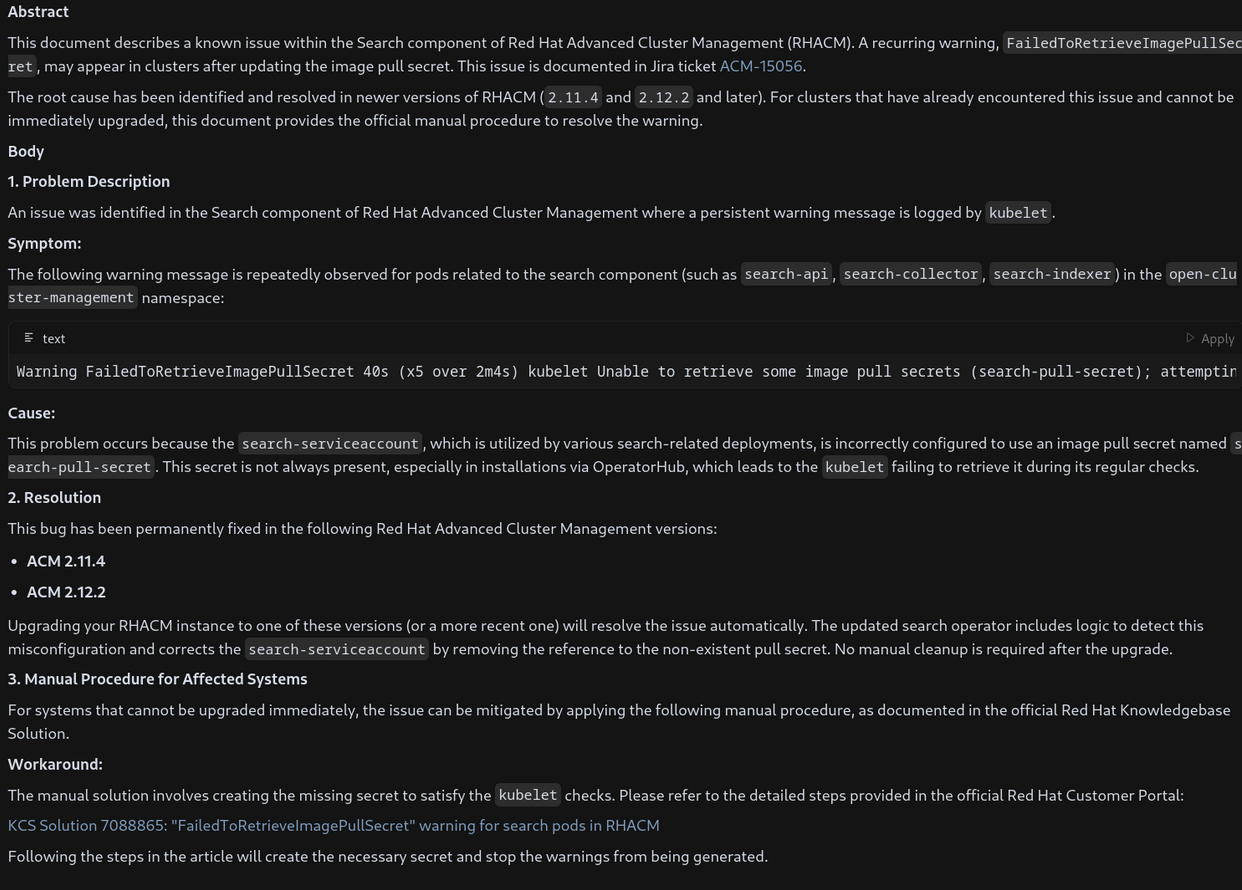 Abstract
This document describes a known issue within the Search component of Red Hat Advanced Cluster Management (RHACM). A recurring warning, FailedToRetrieveImagePullSec
ret, may appear in clusters after updating the image pull secret. This issue is documented in Jira ticket ACM-15056.
The root cause has been identified and resolved in newer versions of RHACM (2.11.4 and 2.12.2 and later). For clusters that have already encountered this issue and cannot be
immediately upgraded, this document provides the official manual procedure to resolve the warning.
Body
1. Problem Description
An issue was identified in the Search component of Red Hat Advanced Cluster Management where a persistent warning message is logged by kubelet.
Symptom:
The following warning message is repeatedly observed for pods related to the search component (such as search-api, search-collector, search-indexer) in the open-clu
ster-management namespace:
text
Apply
Warning FailedToRetrieveImagePullSecret 40s (x5 over 2m4s) kubelet Unable to retrieve some image pull secrets (search-pull-secret); attemptin
Cause:
This problem occurs because the search-serviceaccount, which is utilized by various search-related deployments, is incorrectly configured to use an image pull secret named s
earch-pull-secret. This secret is not always present, especially in installations via OperatorHub, which leads to the kubelet failing to retrieve it during its regular checks.
2. Resolution
This bug has been permanently fixed in the following Red Hat Advanced Cluster Management versions:
• ACM 2.11.4
• ACM 2.12.2
Upgrading your RHACM instance to one of these versions (or a more recent one) will resolve the issue automatically. The updated search operator includes logic to detect this
misconfiguration and corrects the search-serviceaccount by removing the reference to the non-existent pull secret. No manual cleanup is required after the upgrade.
3. Manual Procedure for Affected Systems
For systems that cannot be upgraded immediately, the issue can be mitigated by applying the following manual procedure, as documented in the official Red Hat Knowledgebase
Solution.
Workaround:
The manual solution involves creating the missing secret to satisfy the kubelet checks. Please refer to the detailed steps provided in the official Red Hat Customer Portal:
KCS Solution 7088865: "FailedToRetrieveImagePullSecret" warning for search pods in RHACM
Following the steps in the article will create the necessary secret and stop the warnings from being generated.